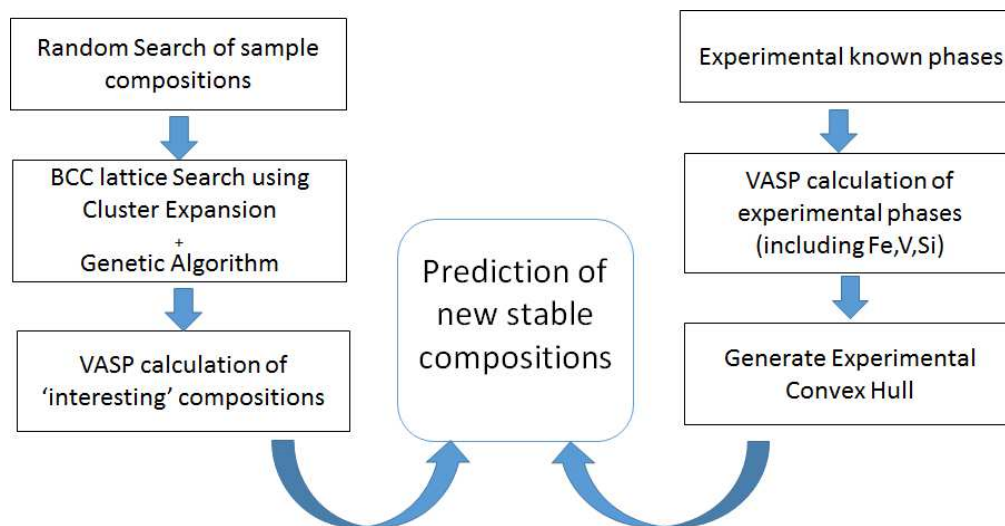 Random Search of sample
compositions
BCC lattice Search using
Cluster Expansion
+
Genetic Algorithm
VASP calculation of
‘interesting’ compositions
Prediction of
new stable
compositions
Experimental known phases
VASP calculation of
experimental phases
(including Fe,V,Si)
Generate Experimental
Convex Hull